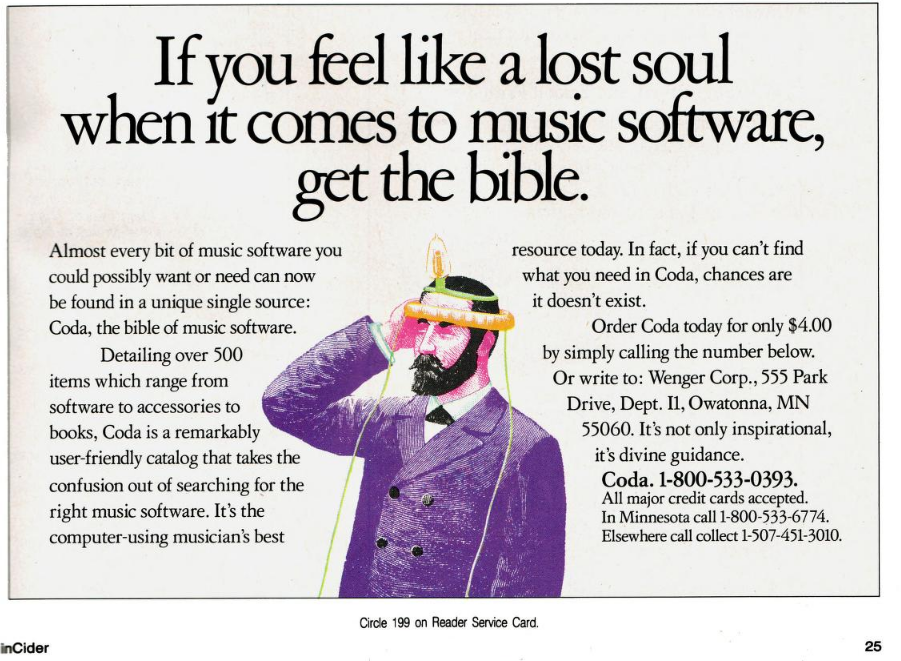 If you feel like a lost soul
when it comes to music software,
get the bible.
Almost every bit of music software you
could possibly want or need can now
be found in a unique single source:
Coda, the bible of music software.
Detailing over 500
items which range from
software to accessories to
books, Coda is a remarkably
user-friendly catalog that takes the
confusion out of searching for the
right music software. It's the
computer-using musician's best
resource today. In fact, if you can't find
what you need in Coda, chances are
it doesn't exist.
Order Coda today for only $4.00
by simply calling the number below.
Or write to: Wenger Corp., 555 Park
Drive, Dept. I1, Owatonna, MN
55060. It's not only inspirational,
it's divine guidance.
Coda. 1-800-533-0393.
All major credit cards accepted.
In Minnesota call 1-800-533-6774.
Elsewhere call collect 1-507-451-3010.
Circle 199 on Reader Service Card.
inCider
25